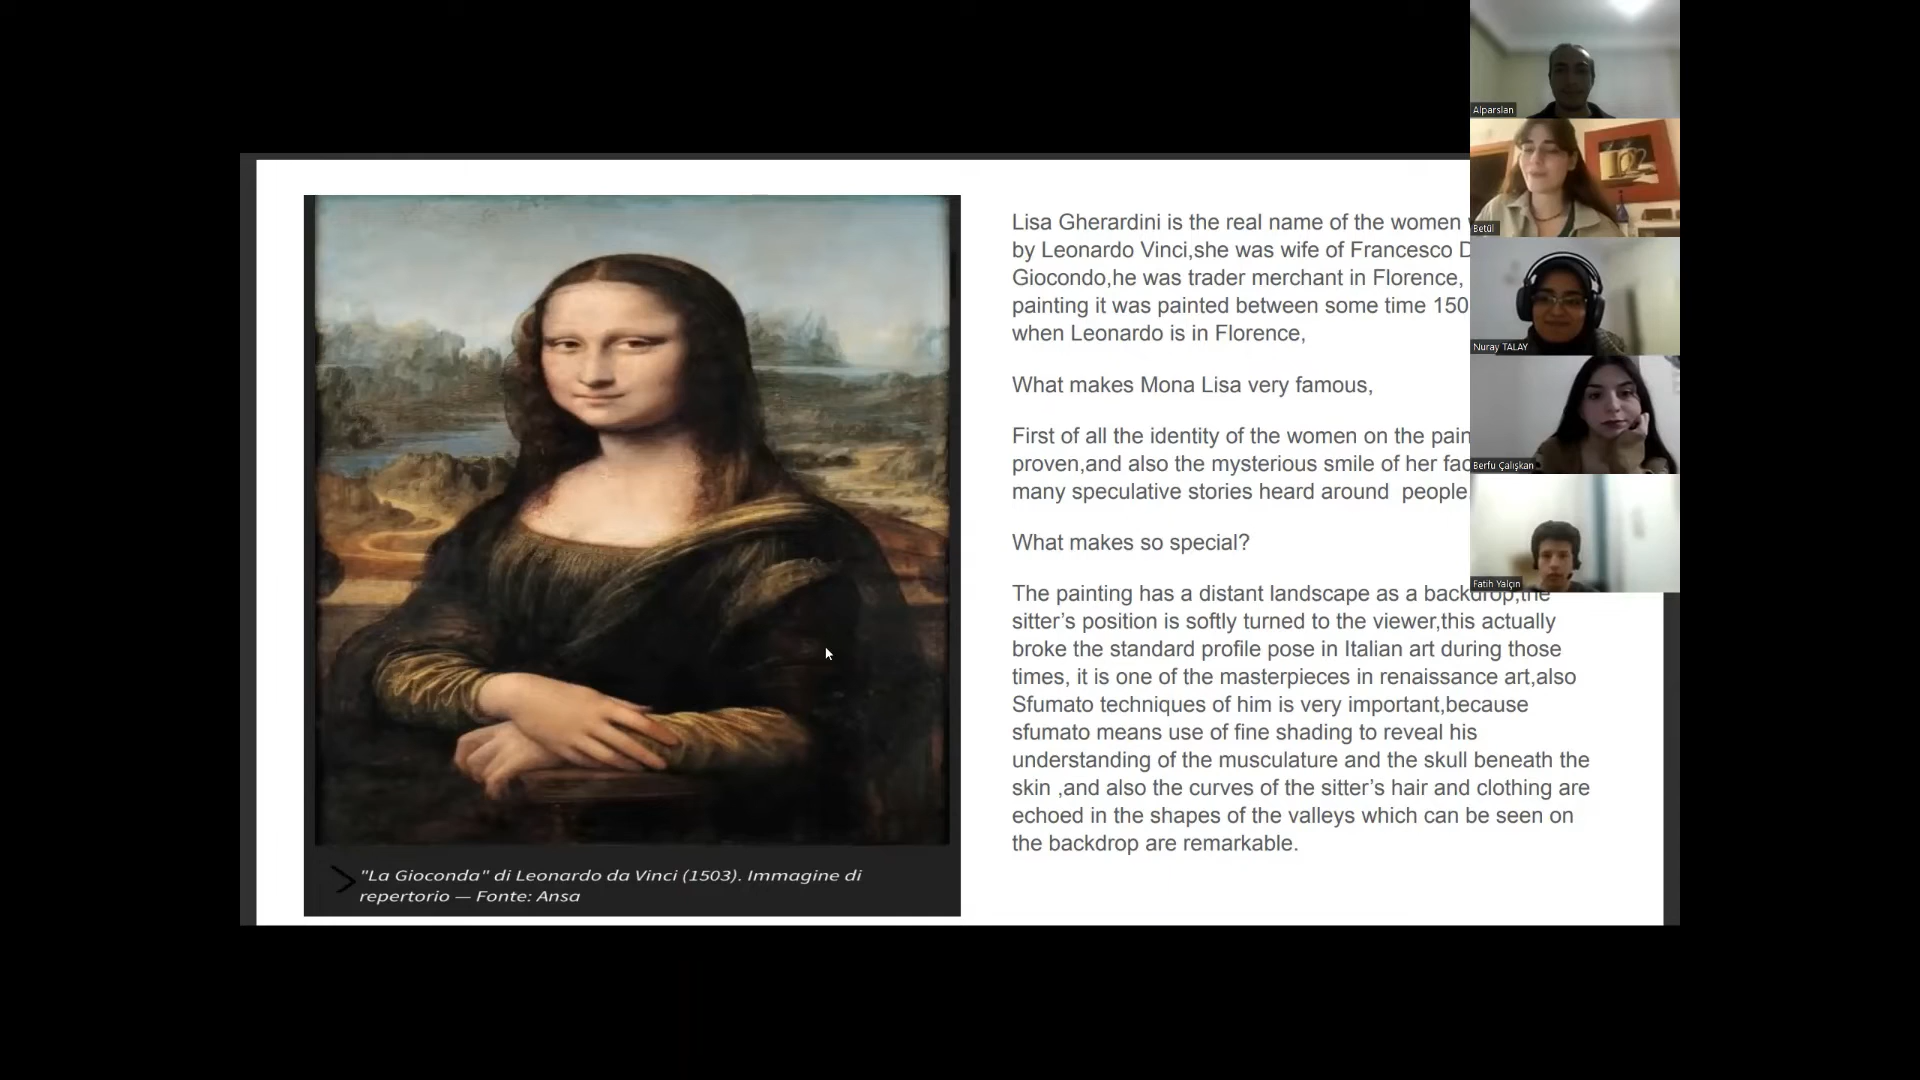 Lisa Gherardini is the real name of the women
by Leonardo Vinci,she was wife of Francesco
Giocondo,he was trader merchant in Florence,
painting it was painted between some time 150
when Leonardo is in Florence,
What makes Mona Lisa very famous,
First of all the identity of the women on the
proven,and also the mysterious smile of her
many speculative stories heard around people
What makes so special?
The painting has a distant landscape as a backdrop,the
sitter’s position is softly turned to the viewer,this actually
broke the standard profile pose in Italian art during those
times, it is one of the masterpieces in renaissance art,also
Sfumato techniques of him is very important,because
sfumato means use of fine shading to reveal his
understanding of the musculature and the skull beneath the
skin ,and also the curves of the sitter’s hair and clothing are
echoed in the shapes of the valleys which can be seen on
the backdrop are remarkable.
"La Gioconda" di Leonardo da Vinci (1503). Immagine di
repertorio — Fonte: Ansa
Alparslan
Betül
Nuray TALAY
Berfu Çalışkan
Fatih Yalçın